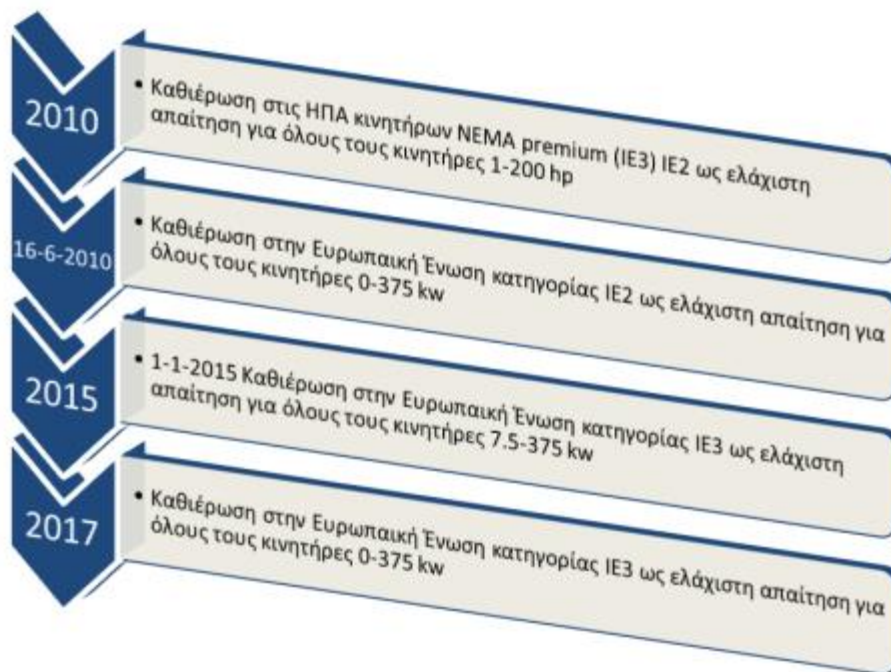 2010
• Καθιέρωση στις ΗΠΑ κινητήρων NEMA premium (IE3) IE2 ως ελάχιστη
απαίτηση για όλους τους κινητήρες 1-200 hp
16-6-2010
• Καθιέρωση στην Ευρωπαική Ένωση κατηγορίας IE2 ως ελάχιστη απαίτηση για
όλους τους κινητήρες 0-375 kw
2015
• 1-1-2015 Καθιέρωση στην Ευρωπαική Ένωση κατηγορίας IE3 ως ελάχιστη
απαίτηση για όλους τους κινητήρες 7.5-375 kw
2017
• Καθιέρωση στην Ευρωπαική Ένωση κατηγορίας IE3 ως ελάχιστη απαίτηση για
όλους τους κινητήρες 0-375 kw